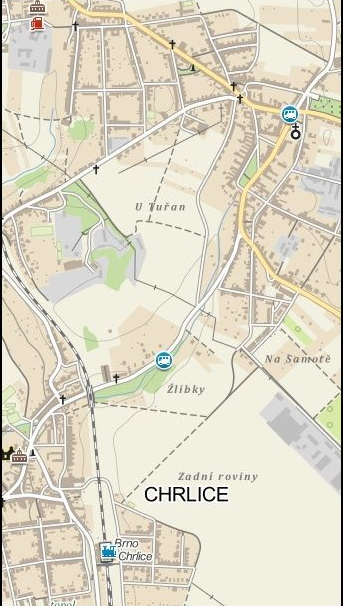 U Tuřan
Na Samotě
Žlíbky
Zadní roviny
CHRLICE
Brno
Chrlice